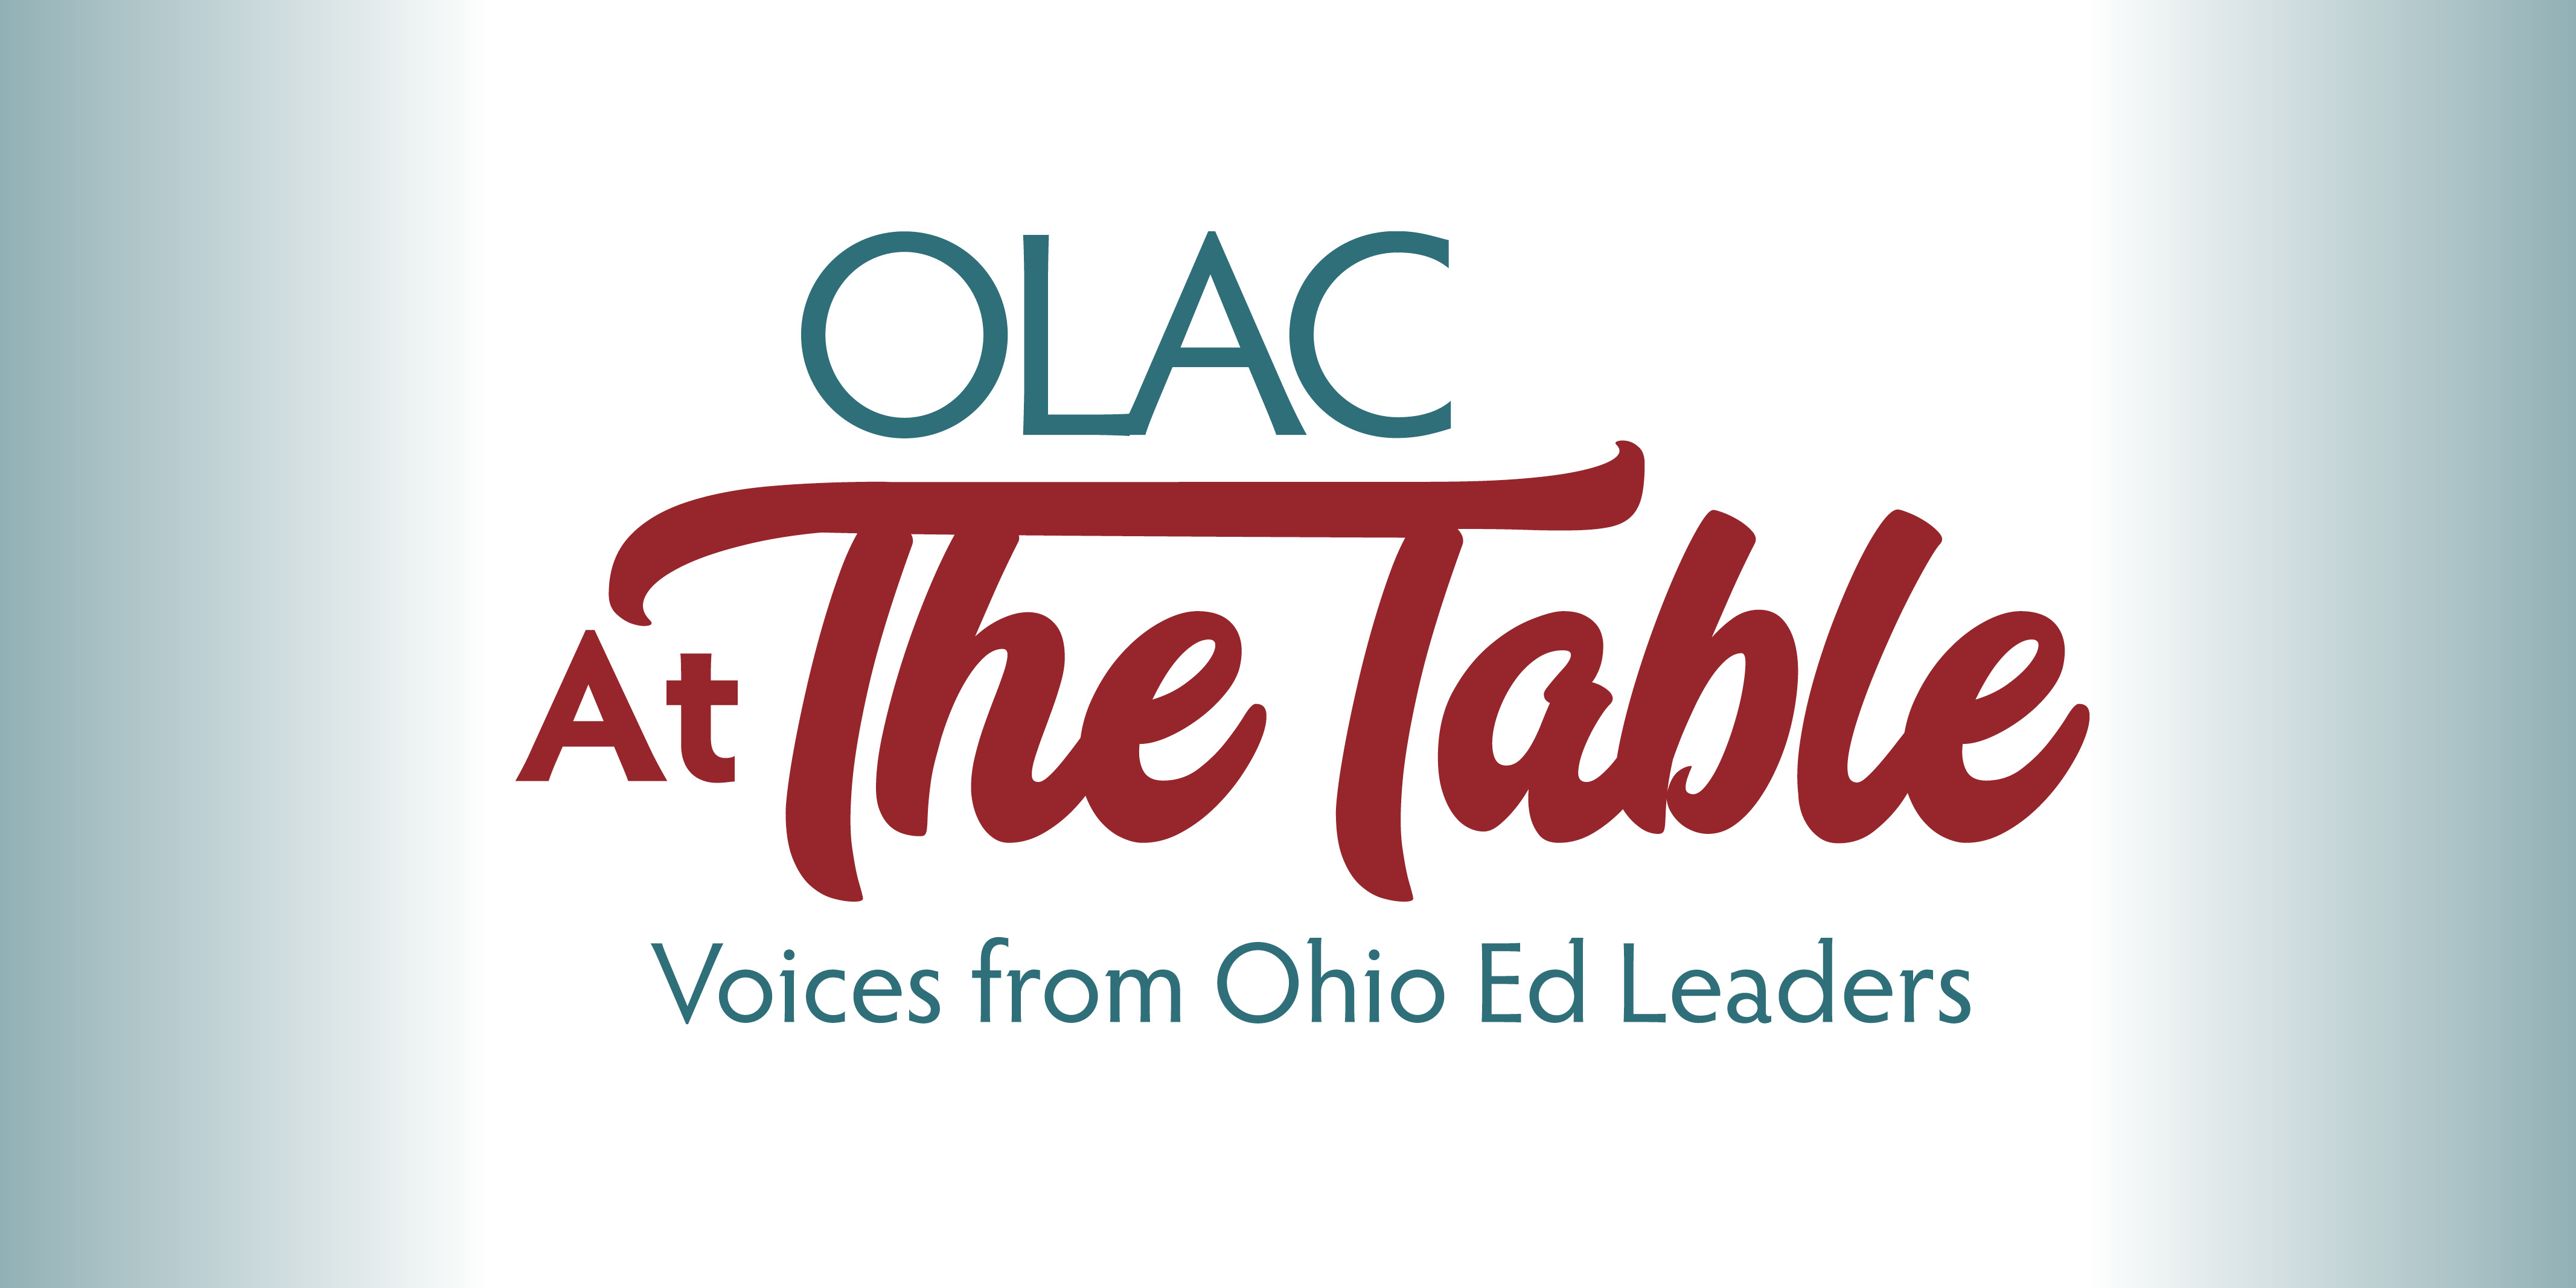 OLAC
At The Table
Voices from Ohio Ed Leaders